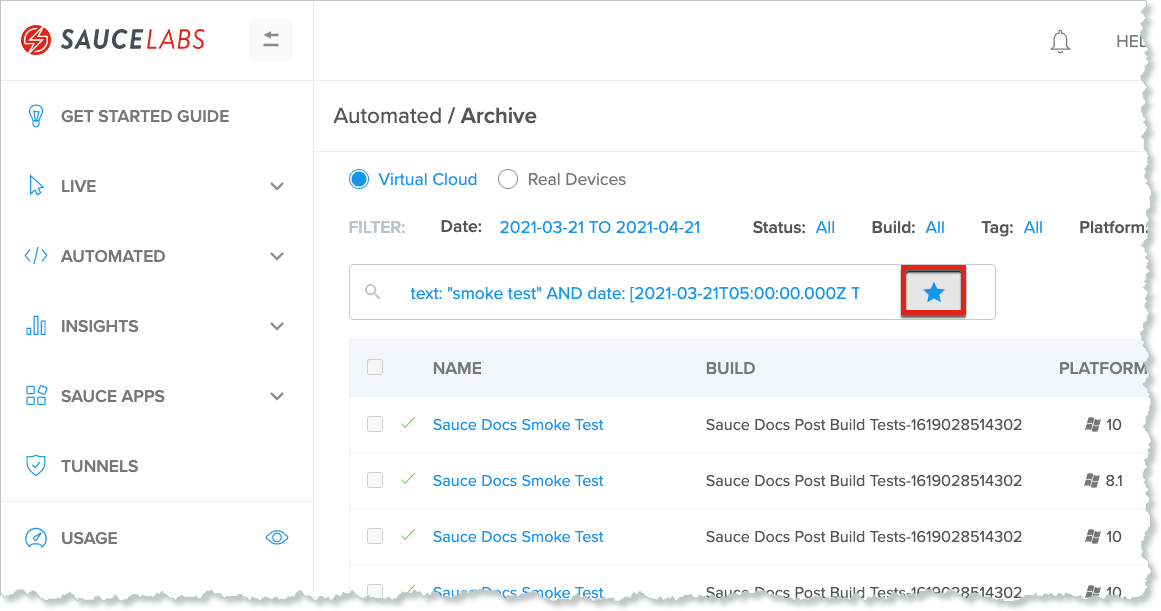 SAUCELABS
HEL
GET STARTED GUIDE
LIVE
AUTOMATED
INSIGHTS
SAUCE APPS
TUNNELS
USAGE
Automated / Archive
Virtual Cloud Real Devices
FILTER: Date: 2021-03-21 TO 2021-04-21 Status: All Build: All Tag: All Platform:
text: "smoke test" AND date: [2021-03-21T05:00:00.000Z T
NAME BUILD PLATFORM
Sauce Docs Smoke Test Sauce Docs Post Build Tests-1619028514302 10
Sauce Docs Smoke Test Sauce Docs Post Build Tests-1619028514302 8.1
Sauce Docs Smoke Test Sauce Docs Post Build Tests-1619028514302 10
Sauce Docs Smoke Test Sauce Docs Post Build Tests-1619028514302 10